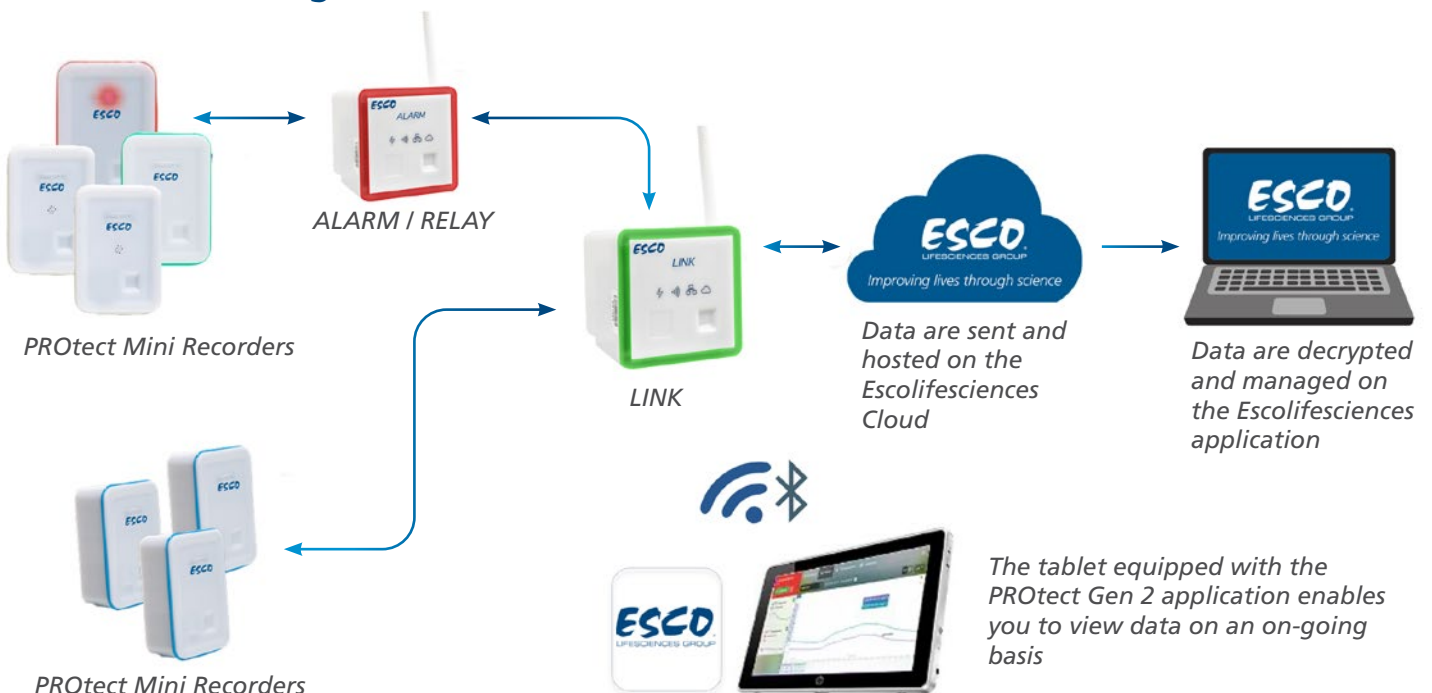 ESCO
ESCO
ESCO
ESCO
PROtect Mini Recorders
ESCO
ALARM
ALARM / RELAY
ESCO
LINK
LINK
ESCO
LIFESCIENCES GROUP
Improving lives through science
Data are sent and
hosted on the
Escolifesciences
Cloud
ESCO
LIFESCIENCES GROUP
Improving lives through science
Data are decrypted
and managed on
the Escolifesciences
application
ESCO
ESCO
ESCO
PROtect Mini Recorders
ESCO
LIFESCIENCES GROUP
The tablet equipped with the
PROtect Gen 2 application enables
you to view data on an on-going
basis